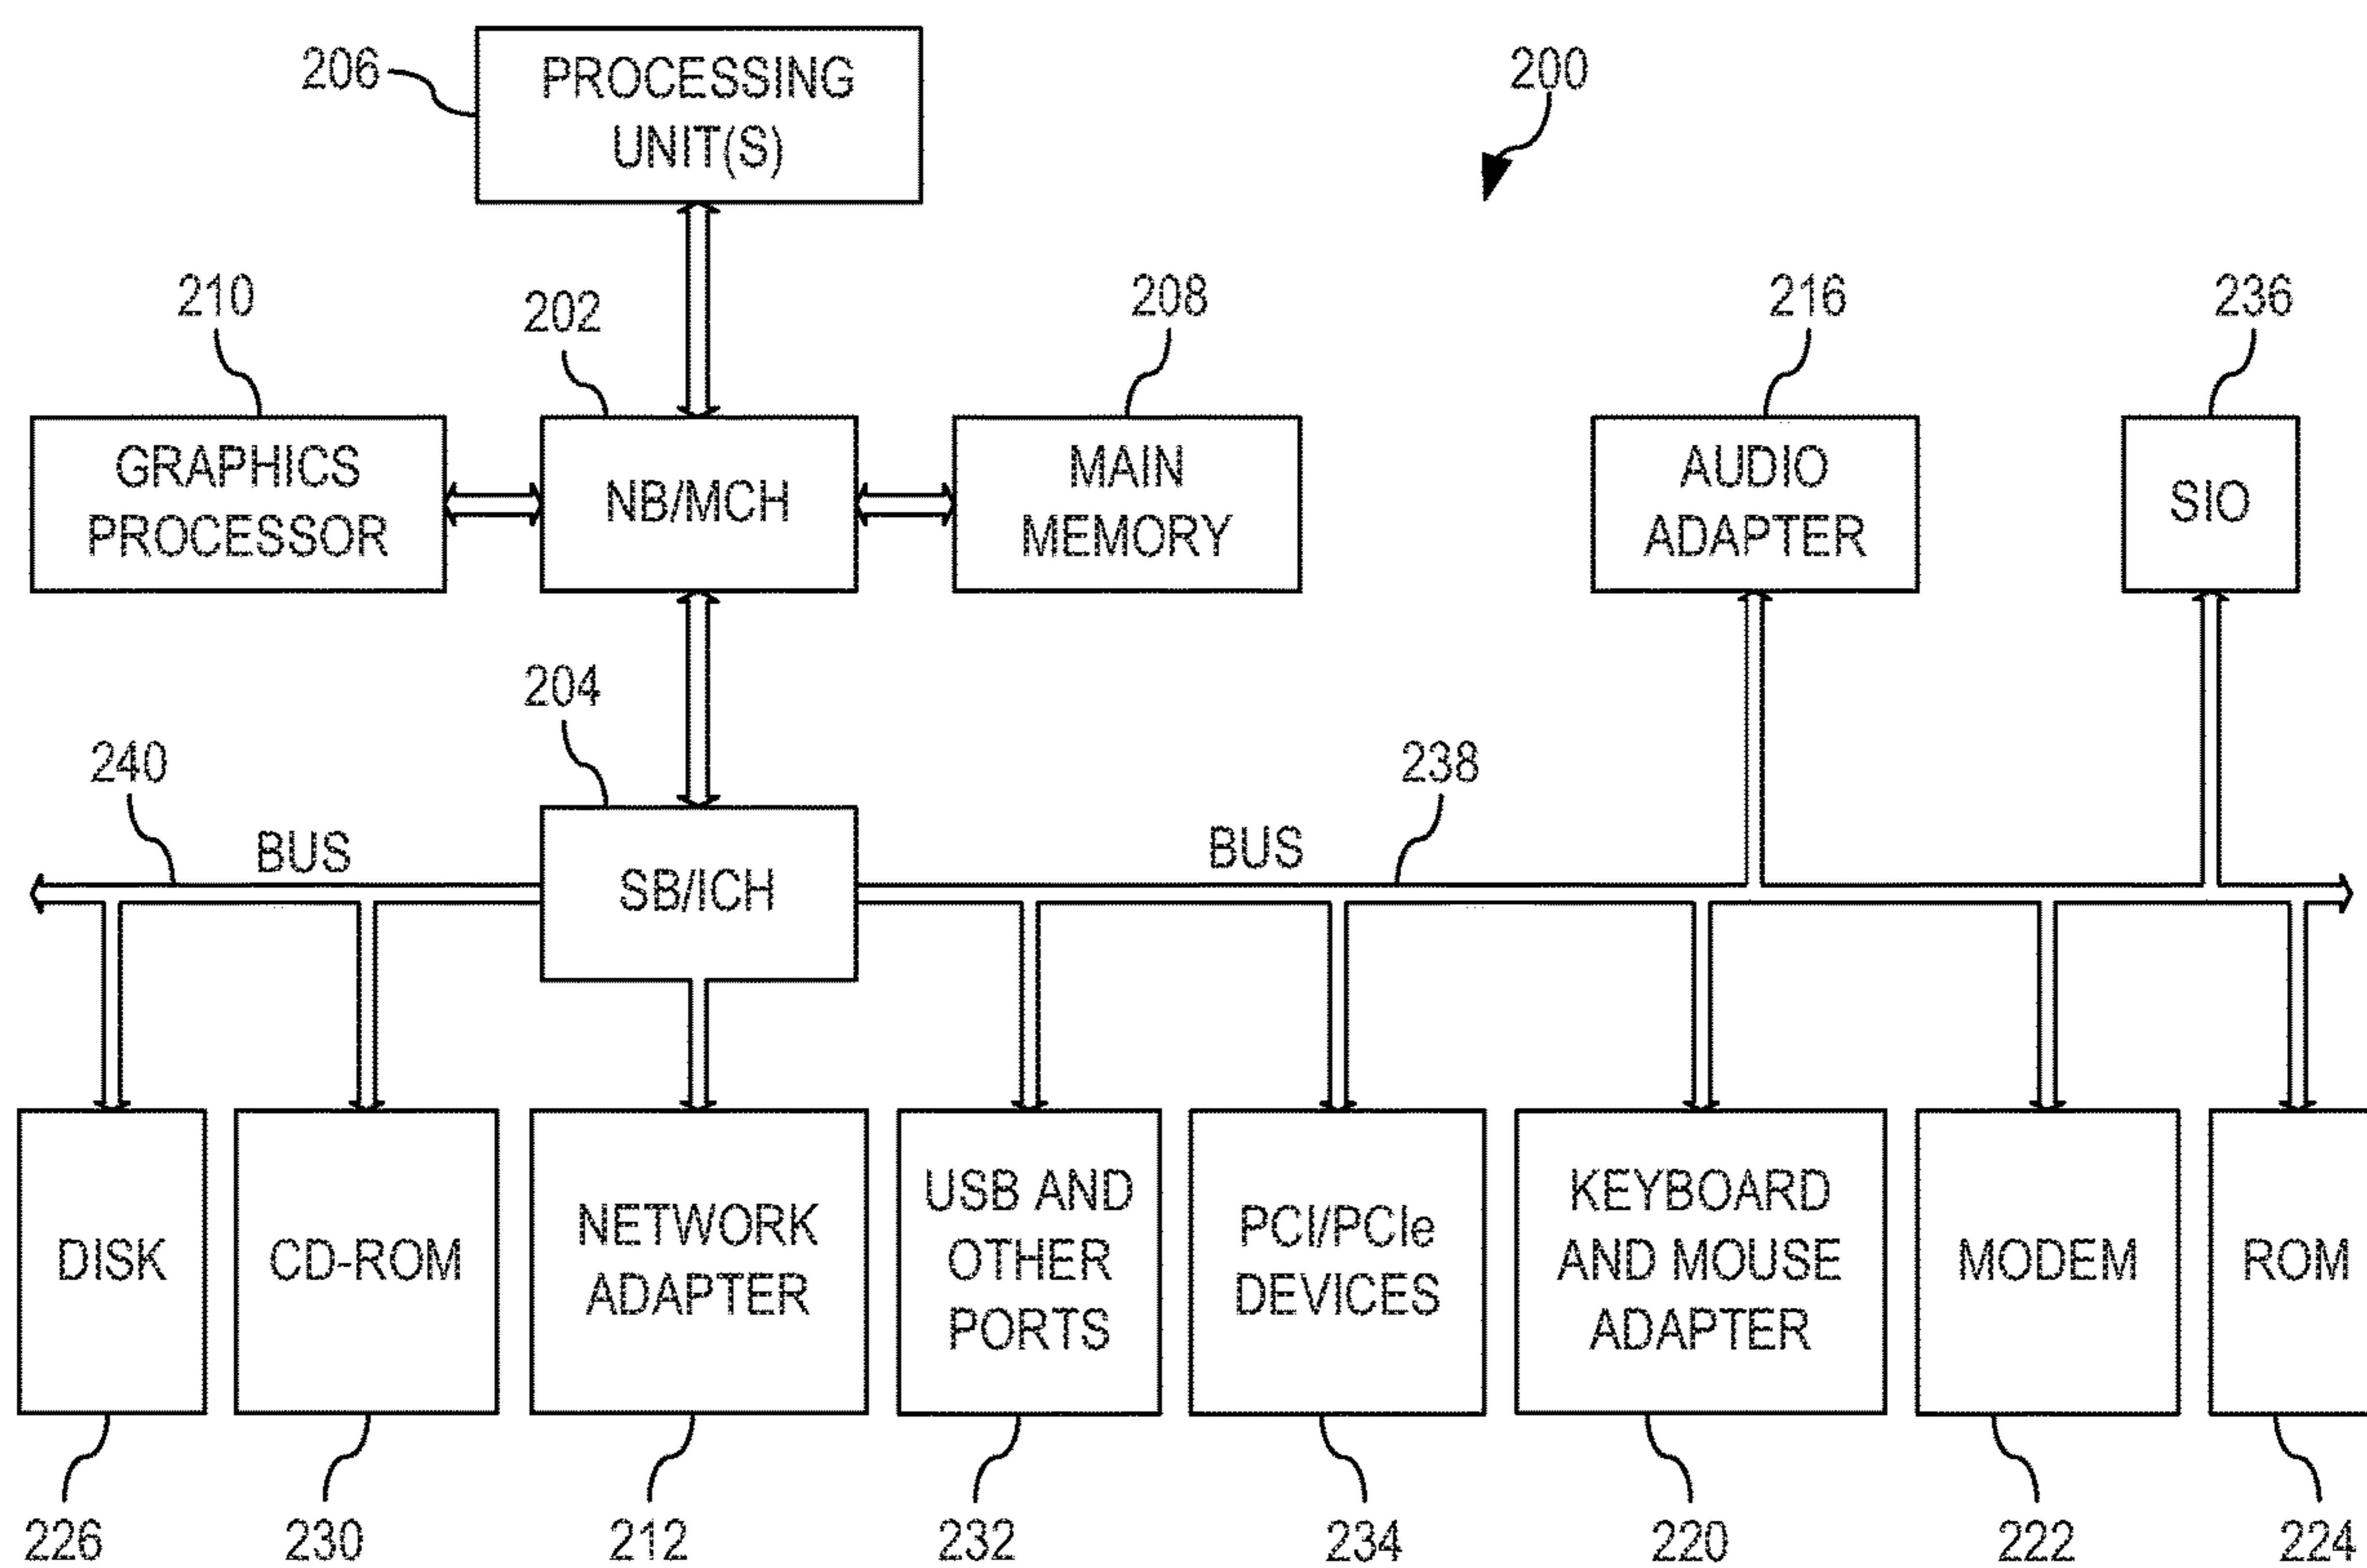 206
PROCESSING
UNIT(S)
200
210
202
208
216
236
GRAPHICS
PROCESSOR
NB/MCH
MAIN
MEMORY
AUDIO
ADAPTER
SIO
204
240
BUS
238
BUS
SB/ICH
DISK
CD-ROM
NETWORK
ADAPTER
USB AND
OTHER
PORTS
PCI/PCIe
DEVICES
KEYBOARD
AND MOUSE
ADAPTER
MODEM
ROM
226
230
212
232
234
220
222
224